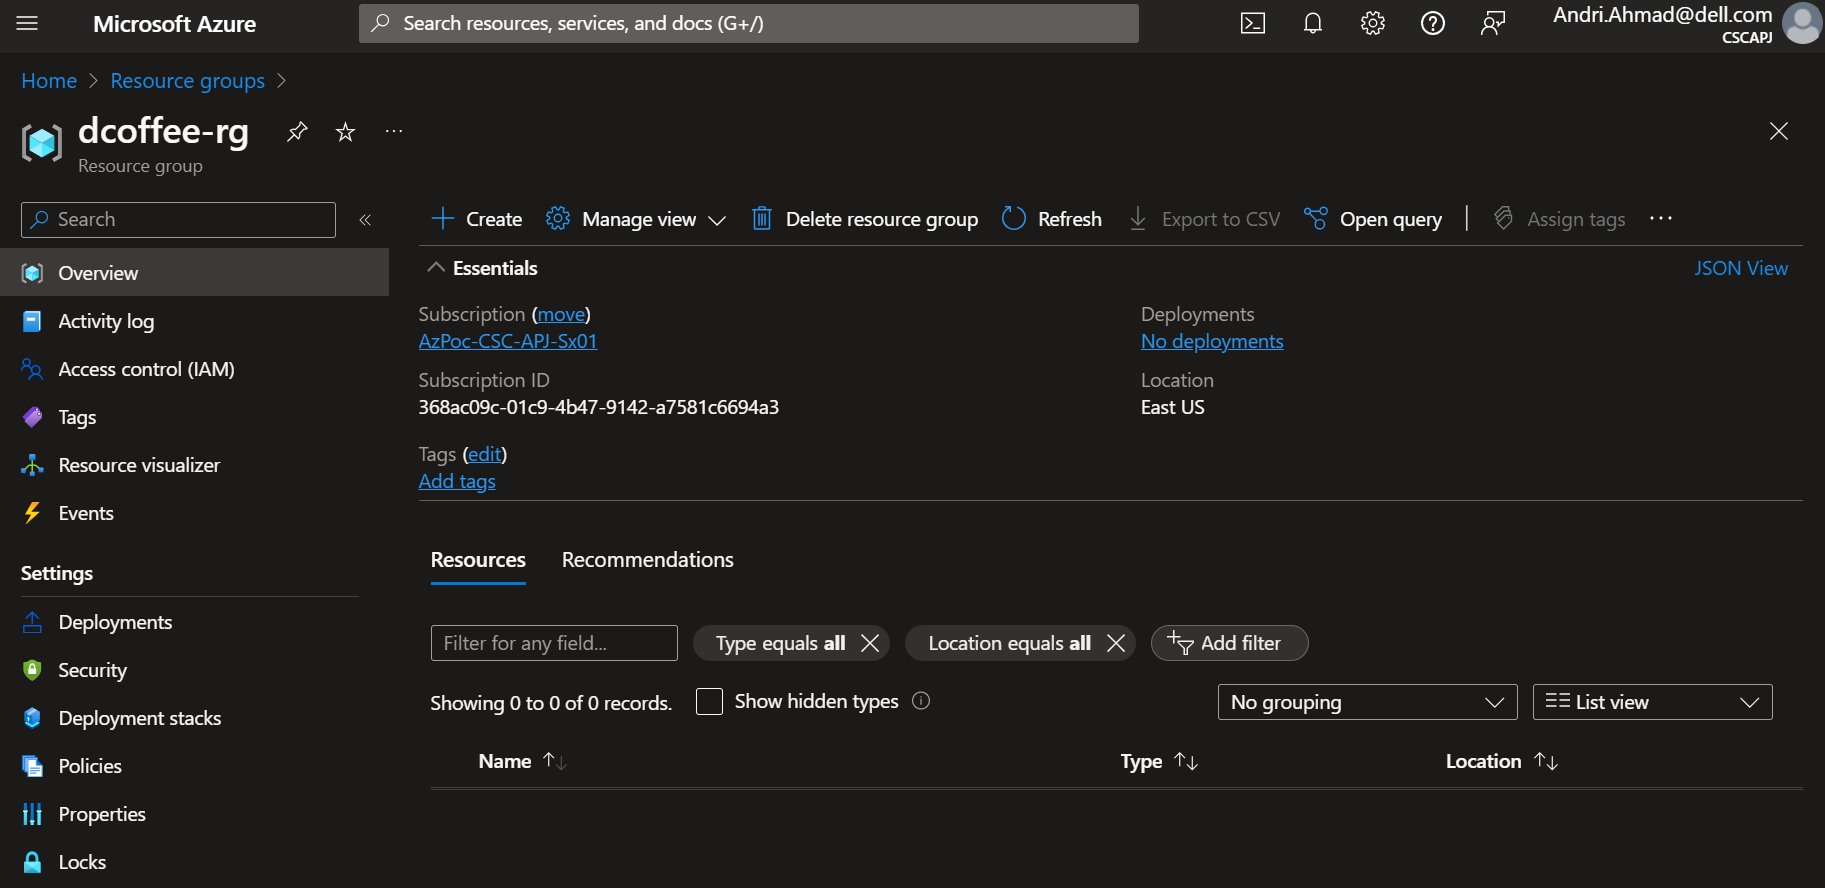 Microsoft Azure
Search resources, services, and docs (G+/)
Andri.Ahmad@dell.com
CSCAPJ
Home > Resource groups >
dcoffee-rg
Resource group
Search
Overview
Activity log
Access control (IAM)
Tags
Resource visualizer
Events
Settings
Deployments
Security
Deployment stacks
Policies
Properties
Locks
Create
Manage view
Delete resource group
Refresh
Export to CSV
Open query
Assign tags
Essentials
JSON View
Subscription (move)
AzPoc-CSC-APJ-Sx01
Subscription ID
368ac09c-01c9-4b47-9142-a7581c6694a3
Deployments
No deployments
Location
East US
Tags (edit)
Add tags
Resources
Recommendations
Filter for any field...
Type equals all
Location equals all
Add filter
Showing 0 to 0 of 0 records.
Show hidden types
No grouping
List view
Name
Type
Location